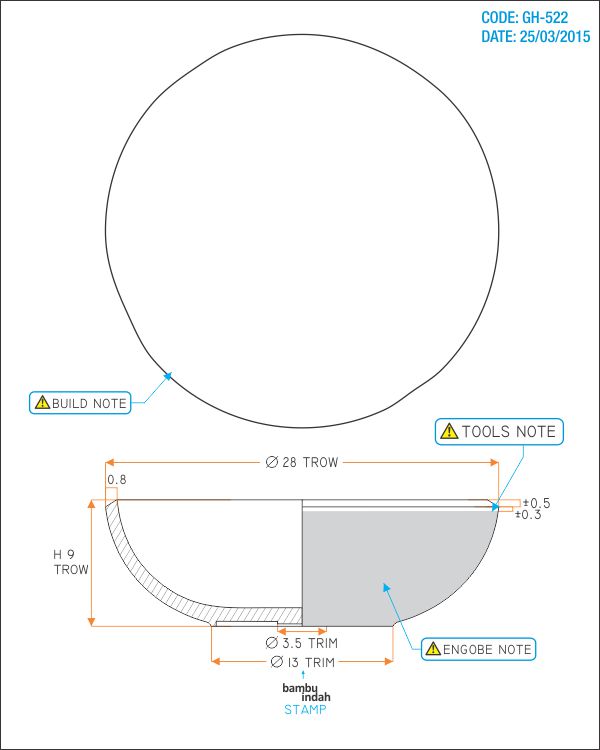 CODE: GH-522
DATE: 25/03/2015
BUILD NOTE
TOOLS NOTE
Ø 28 TROW
0.8
±0.5
±0.3
H 9
TROW
Ø 3.5 TRIM
ENGOBE NOTE
Ø 13 TRIM
bambu
indah
STAMP